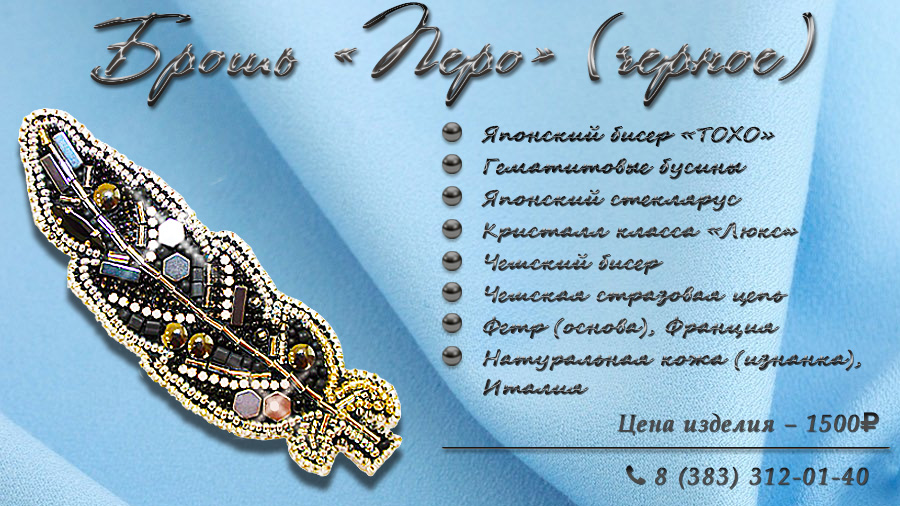 Брошь «Перо» (черное)
Японский бисер «ТОХО»
Гематитовые бусины
Японский стеклярус
Кристалл класса «Люкс»
Чешский бисер
Чешская стразовая цепь
Фетр (основа), Франция
Натуральная кожа (изнанка),
Италия
Цена изделия – 1500₽
8 (383) 312-01-40